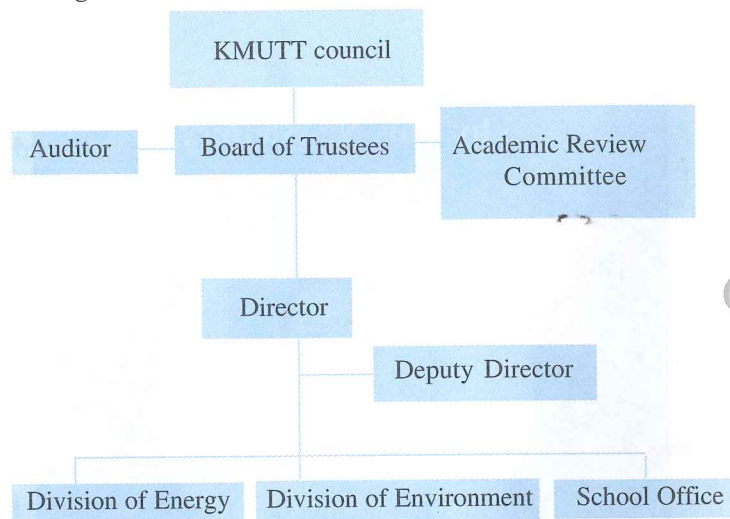 KMUTT council
Auditor
Board of Trustees
Academic Review
Committee
Director
Deputy Director
Division of Energy
Division of Environment
School Office